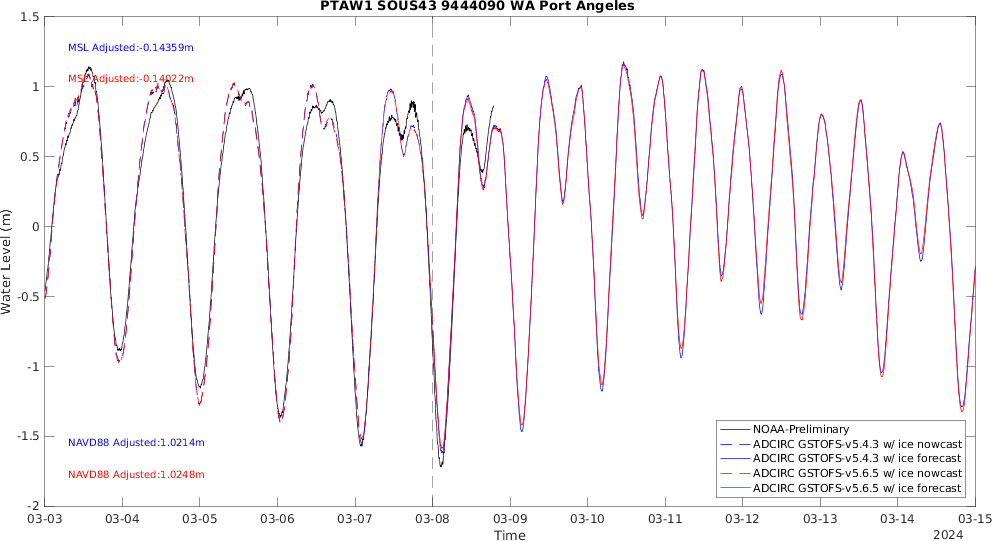 PTAW1 SOUS43 9444090 WA Port Angeles
1.5
1
0.5
0
-0.5
-1
-1.5
-2
Water Level (m)
MSL Adjusted:-0.14359m
MSL Adjusted:-0.14022m
NAVD88 Adjusted:1.0214m
NAVD88 Adjusted:1.0248m
NOAA-Preliminary
ADCIRC GSTOFS-v5.4.3 w/ ice nowcast
ADCIRC GSTOFS-v5.4.3 w/ ice forecast
ADCIRC GSTOFS-v5.6.5 w/ ice nowcast
ADCIRC GSTOFS-v5.6.5 w/ ice forecast
03-03 03-04 03-05 03-06 03-07 03-08 03-09 03-10 03-11 03-12 03-13 03-14 03-15
Time
2024